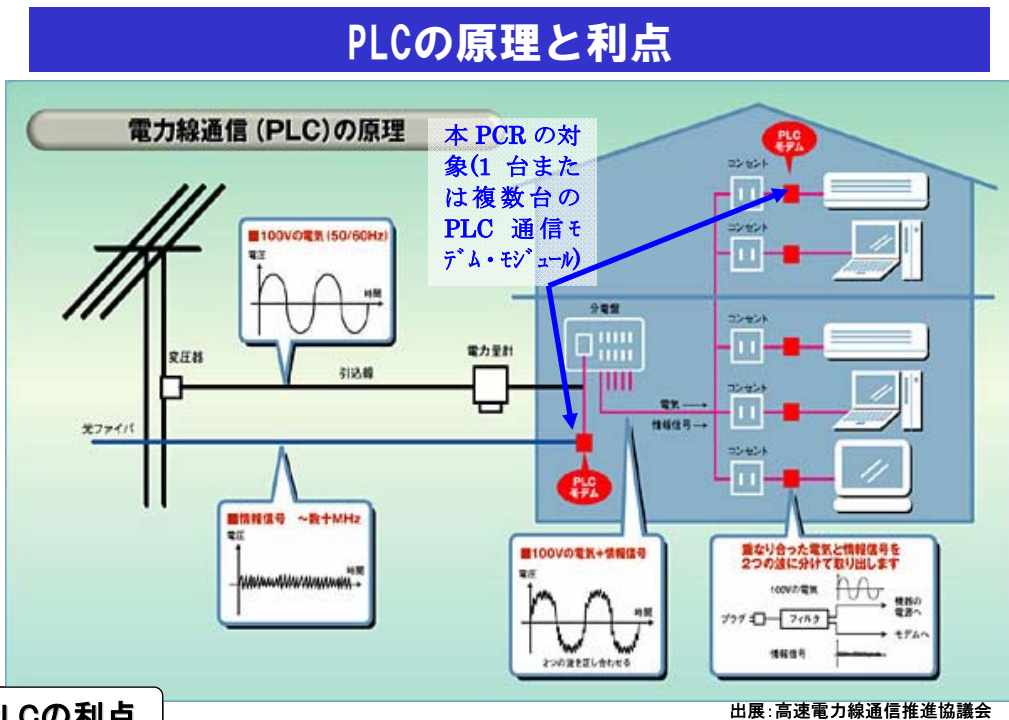 PLCの原理と利点
電力線通信(PLC)の原理
本 PCR の対
象(1 台また
は複数台の
PLC 通信ﾓ
ﾃﾞﾑ・ﾓｼﾞｭｰﾙ)
PLC
モデム
コンセント
コンセント
■100Vの電気(50/60Hz)
電圧
時間
分電盤
コンセント
変圧器
引込線
電力量計
コンセント
電気
情報信号
光ファイバ
コンセント
PLC
モデム
■情報信号 ～数十MHz
電圧
時間
■100Vの電気+情報信号
電圧
時間
2つの波を足し合わせる
重なり合った電気と情報信号を
2つの波に分けて取り出します
100Vの電気
機器の
電源へ
プラグ
フィルタ
モデムへ
情報信号
LCの利点
出展:高速電力線通信推進協議会